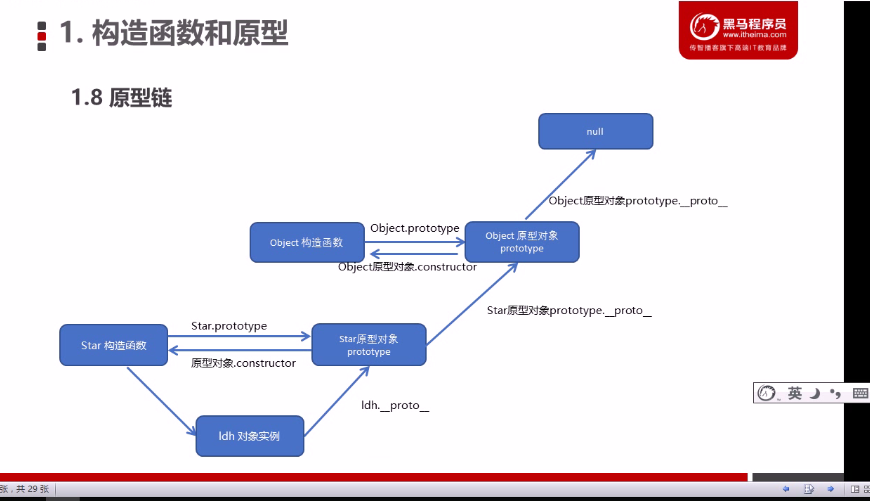 1. 构造函数和原型
黑马程序员
www.itheima.com
传智播客旗下高端IT教育品牌
1.8 原型链
null
Object原型对象prototype.__proto__
Object 构造函数
Object.prototype
Object 原型对象
prototype
Object原型对象.constructor
Star原型对象prototype.__proto__
Star 构造函数
Star.prototype
原型对象.constructor
Star原型对象
prototype
ldh.__proto__
ldh 对象实例
英
张，共 29 张